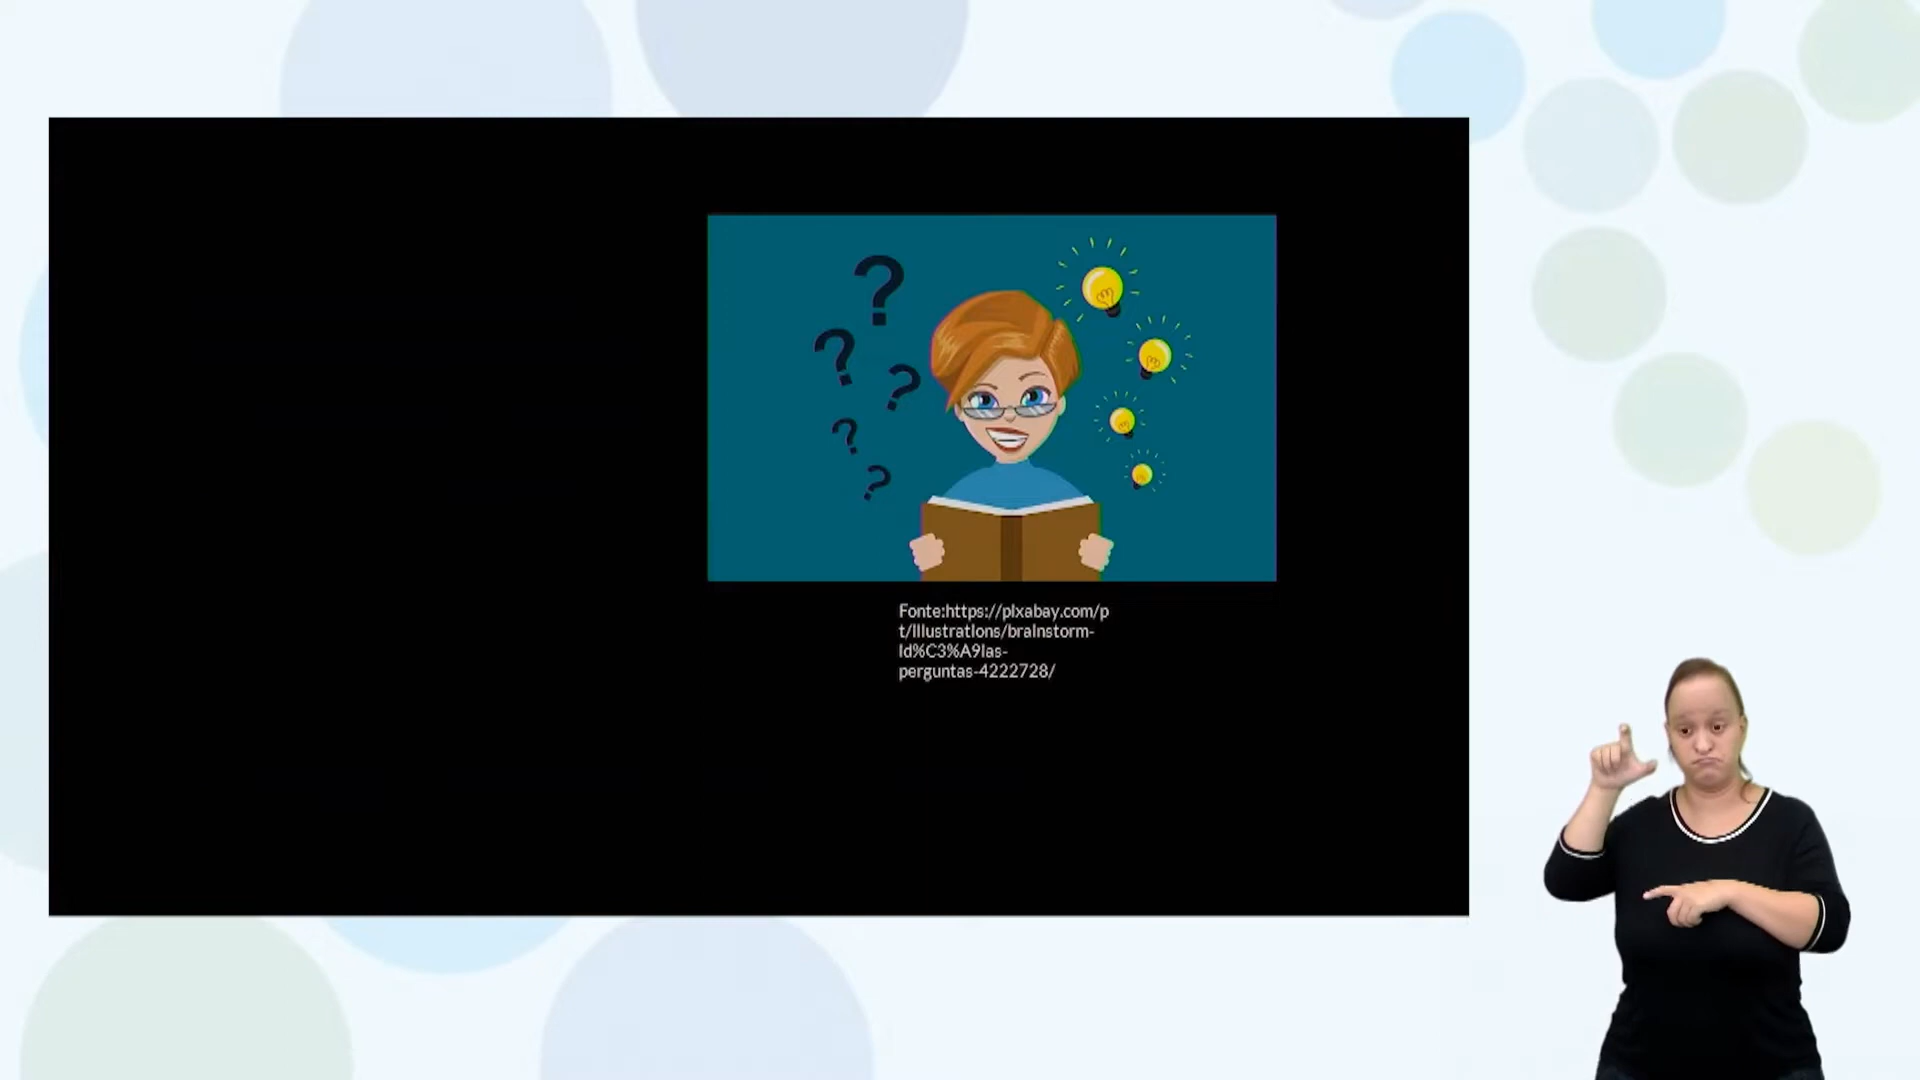 Fonte:https://pixabay.com/p
t/illustrations/brainstorm-
id%C3%A9ias-
perguntas-4222728/